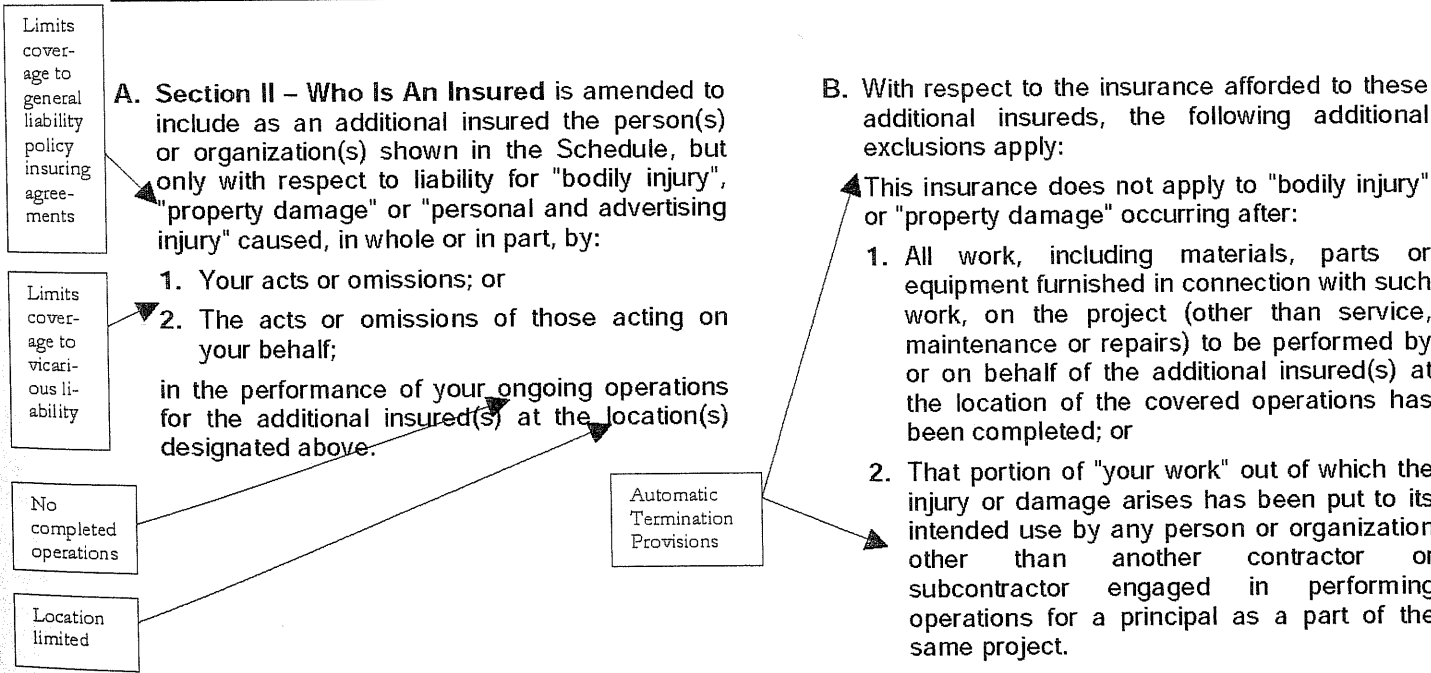 Limits
cover-
age to
general
liability
policy
insuring
agree-
ments
A. Section II – Who Is An Insured is amended to
include as an additional insured the person(s)
or organization(s) shown in the Schedule, but
only with respect to liability for "bodily injury",
"property damage" or "personal and advertising
injury" caused, in whole or in part, by:
1. Your acts or omissions; or
2. The acts or omissions of those acting on
your behalf;
in the performance of your ongoing operations
for the additional insured(s) at the location(s)
designated above.
Limits
cover-
age to
vicari-
ous li-
ability
No
completed
operations
Location
limited
Automatic
Termination
Provisions
B. With respect to the insurance afforded to these
additional insureds, the following additional
exclusions apply:
This insurance does not apply to "bodily injury"
or "property damage" occurring after:
1. All work, including materials, parts or
equipment furnished in connection with such
work, on the project (other than service,
maintenance or repairs) to be performed by
or on behalf of the additional insured(s) at
the location of the covered operations has
been completed; or
2. That portion of "your work" out of which the
injury or damage arises has been put to its
intended use by any person or organization
other than another contractor or
subcontractor engaged in performing
operations for a principal as a part of the
same project.